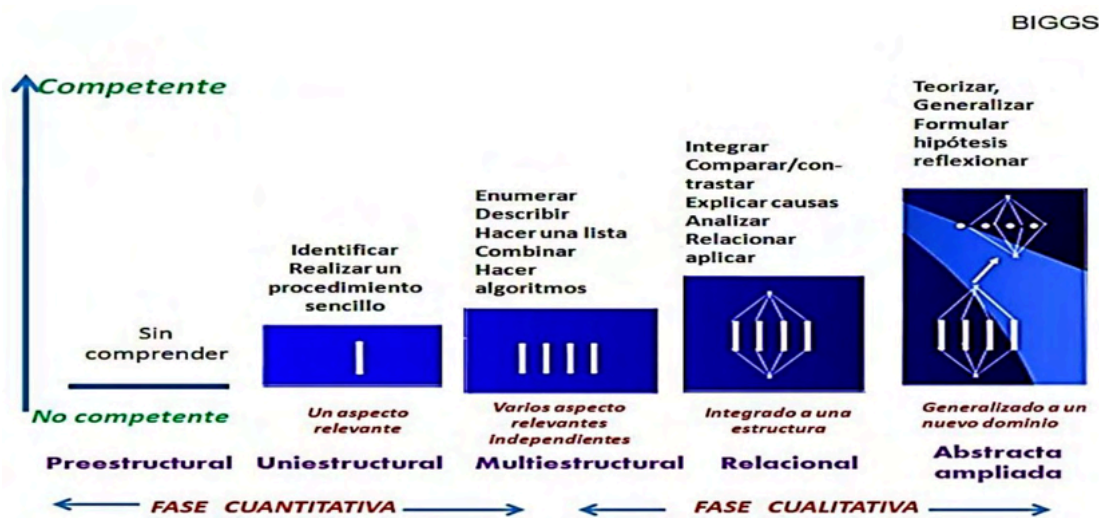 BIGGS
Competente
Teorizar,
Generalizar
Formular
hipótesis
reflexionar
Integrar
Comparar/con-
trastar
Explicar causas
Analizar
Relacionar
aplicar
Enumerar
Describir
Hacer una lista
Combinar
Hacer
algoritmos
Identificar
Realizar un
procedimiento
sencillo
Sin
comprender
No competente
Un aspecto
relevante
Varios aspecto
relevantes
independientes
Integrado a una
estructura
Generalizado a un
nuevo dominio
Preestructural
Uniestructural
Multiestructural
Relacional
Abstracta
ampliada
FASE CUANTITATIVA
FASE CUALITATIVA